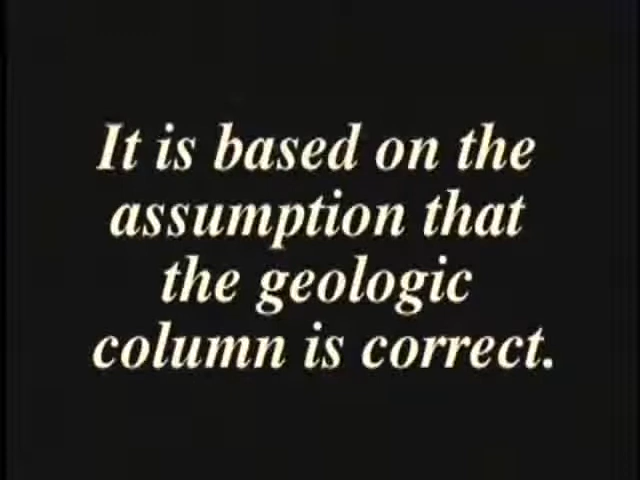 It is based on the
assumption that
the geologic
column is correct.